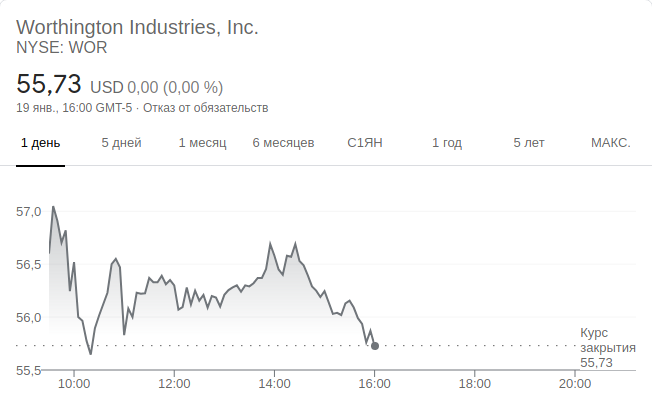 Worthington Industries, Inc.
NYSE: WOR
55,73 USD 0,00 (0,00 %)
19 янв., 16:00 GMT-5 · Отказ от обязательств
1 день 5 дней 1 месяц 6 месяцев С1ЯН 1 год 5 лет МАКС.
57,0
56,5
56,0
Курс
закрытия
55,73
55,5
10:00 12:00 14:00 16:00 18:00 20:00